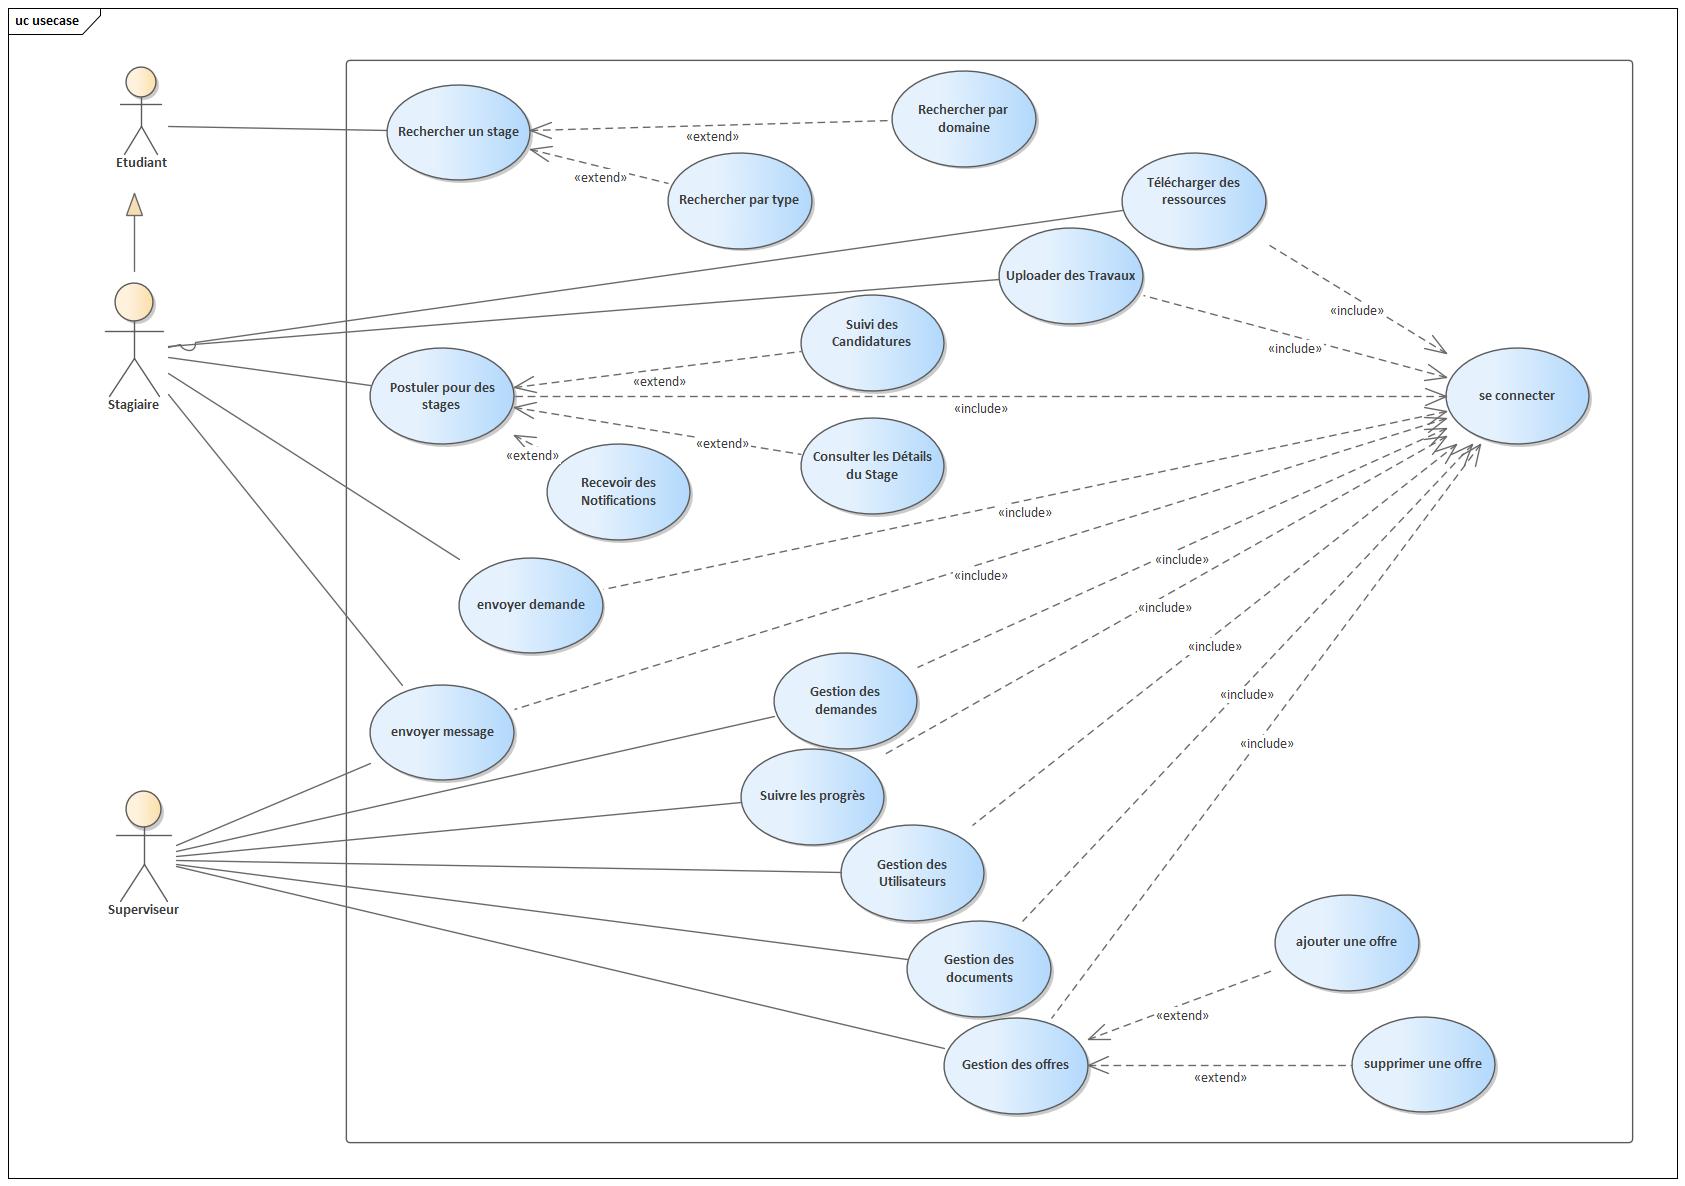 uc usecase
Etudiant
Rechercher un stage
«extend»
Rechercher par
domaine
«extend»
Rechercher par type
Télécharger des
ressources
Uploader des Travaux
«include»
«include»
Stagiaire
Suivi des
Candidatures
«extend»
Postuler pour des
stages
«include»
se connecter
«extend»
«extend»
Consulter les Détails
du Stage
Recevoir des
Notifications
«include»
«include»
«include»
envoyer demande
«include»
«include»
Gestion des
demandes
«include»
envoyer message
«include»
Suivre les progrès
Gestion des
Utilisateurs
Superviseur
ajouter une offre
Gestion des
documents
«extend»
Gestion des offres
supprimer une offre
«extend»